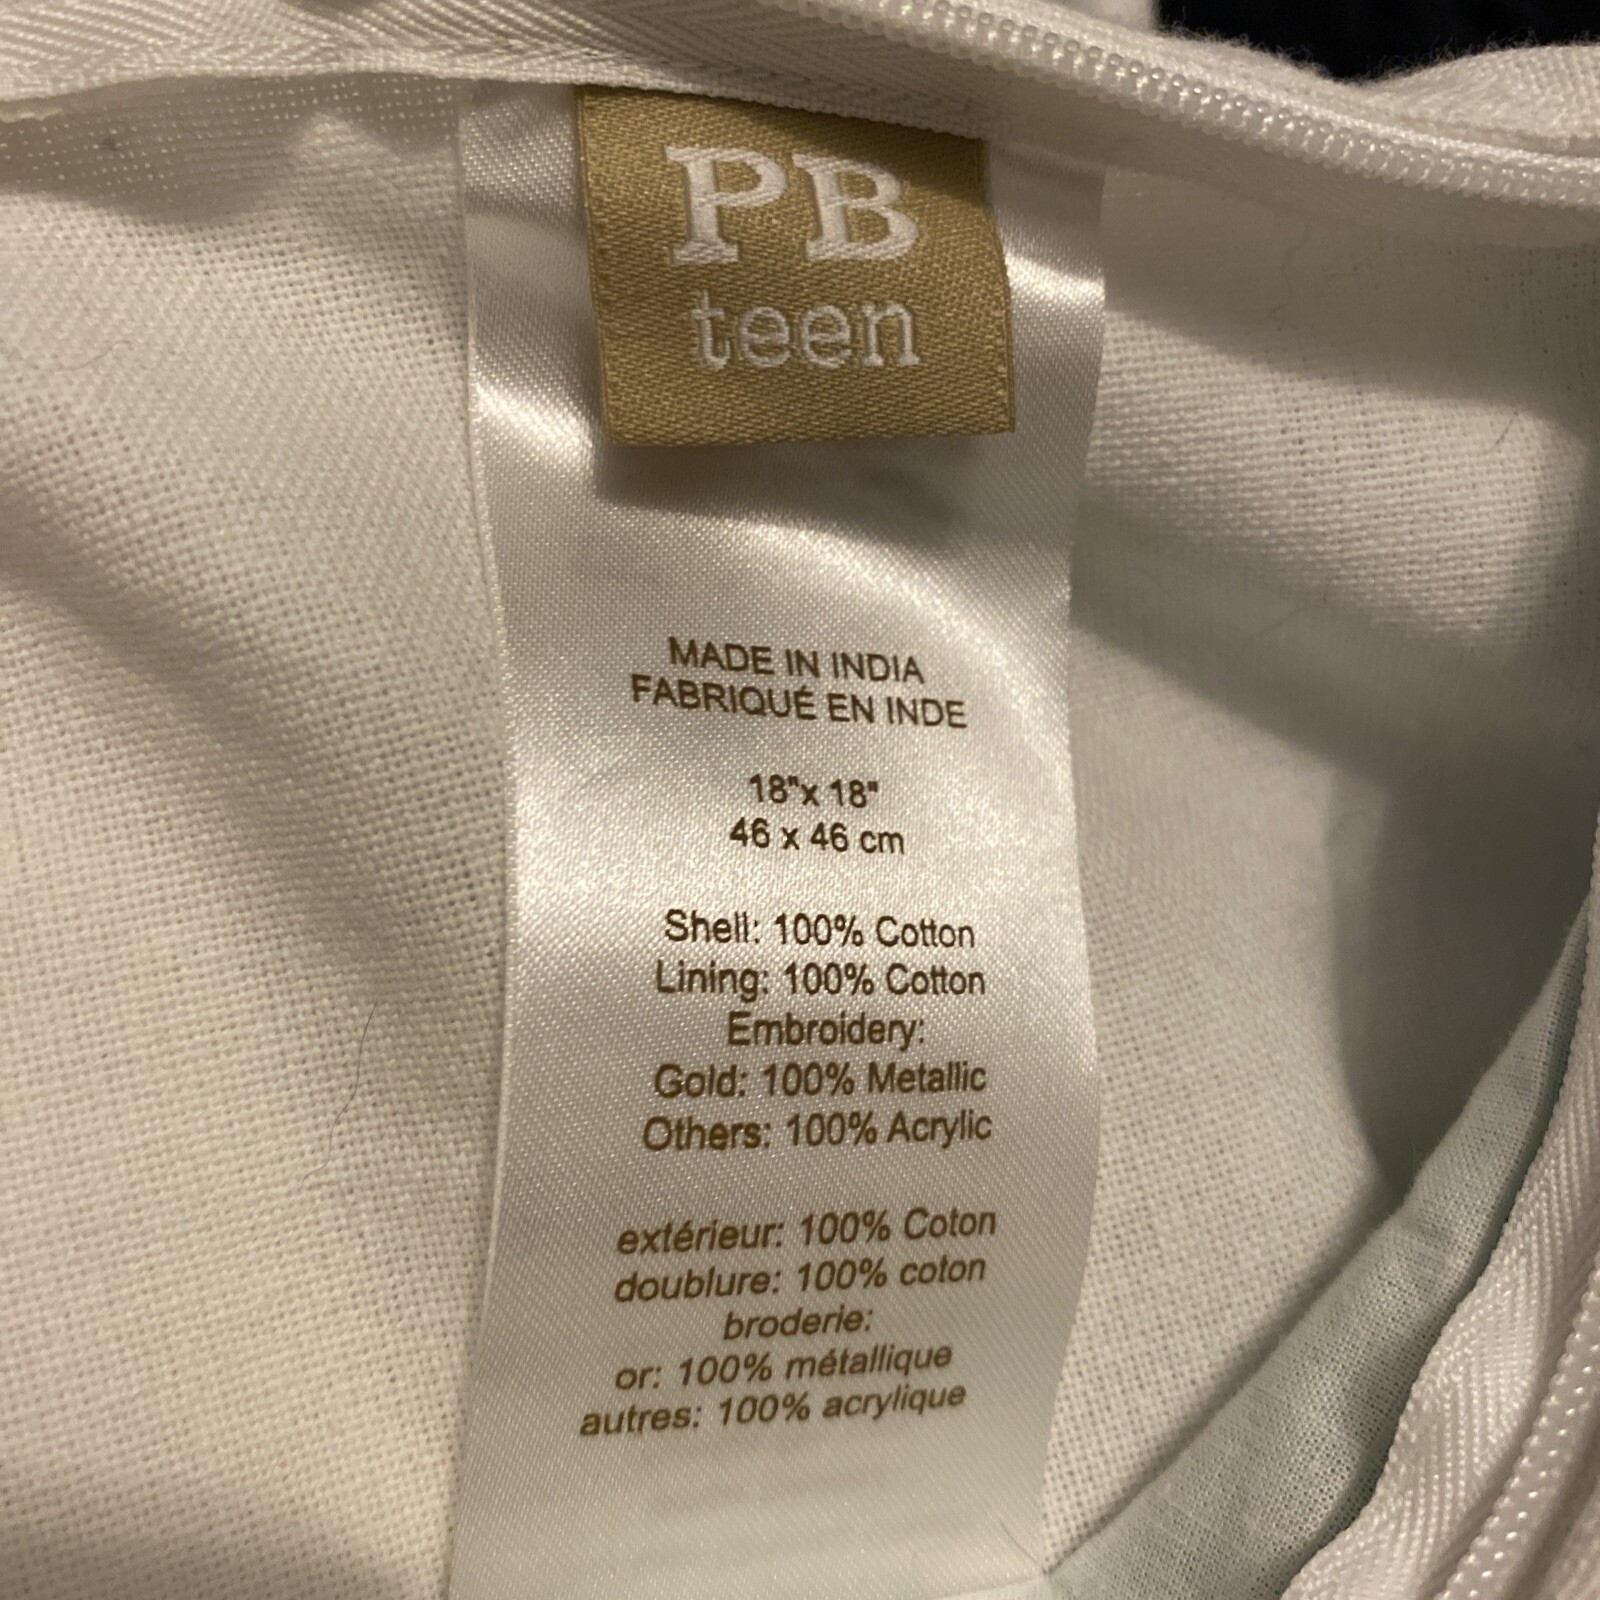 PB
teen
MADE IN INDIA
FABRIQUÉ EN INDE
18"x 18"
46 x 46 cm
Shell: 100% Cotton
Lining: 100% Cotton
Embroidery:
Gold: 100% Metallic
Others: 100% Acrylic
extérieur: 100% Coton
doublure: 100% coton
broderie:
or: 100% métallique
autres: 100% acrylique